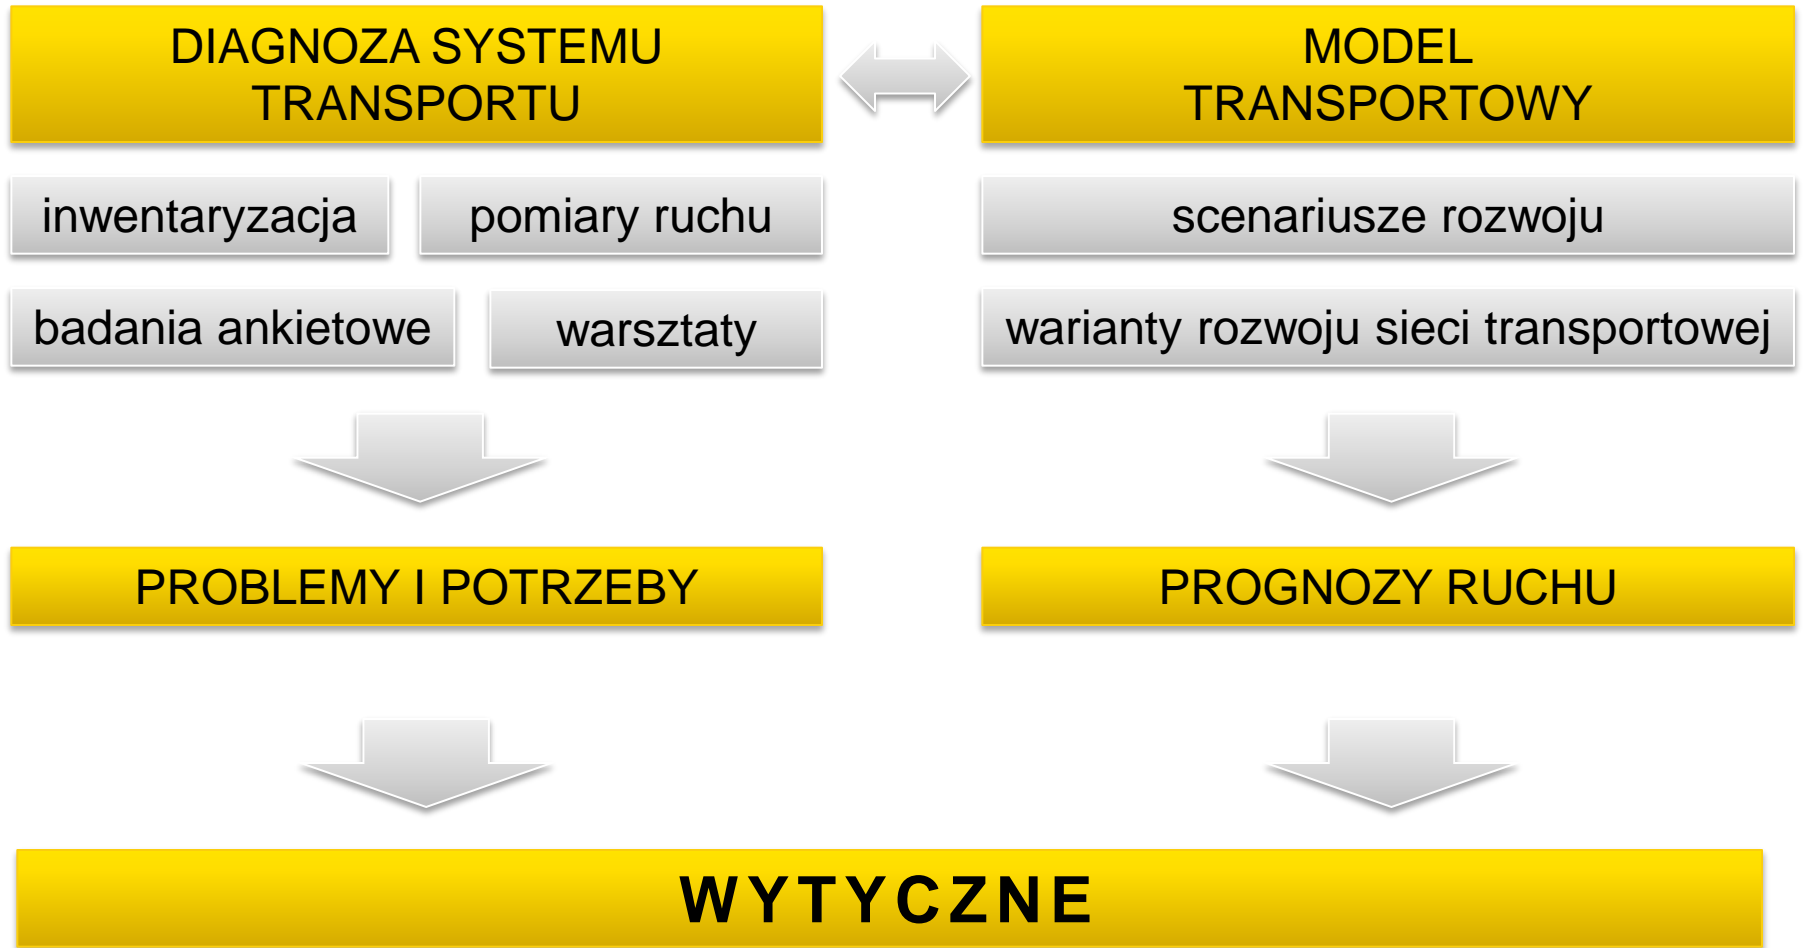 DIAGNOZA SYSTEMU
TRANSPORTU
MODEL
TRANSPORTOWY
inwentaryzacja
pomiary ruchu
scenariusze rozwoju
badania ankietowe
warsztaty
warianty rozwoju sieci transportowej
PROBLEMY I POTRZEBY
PROGNOZY RUCHU
WYTYCZNE